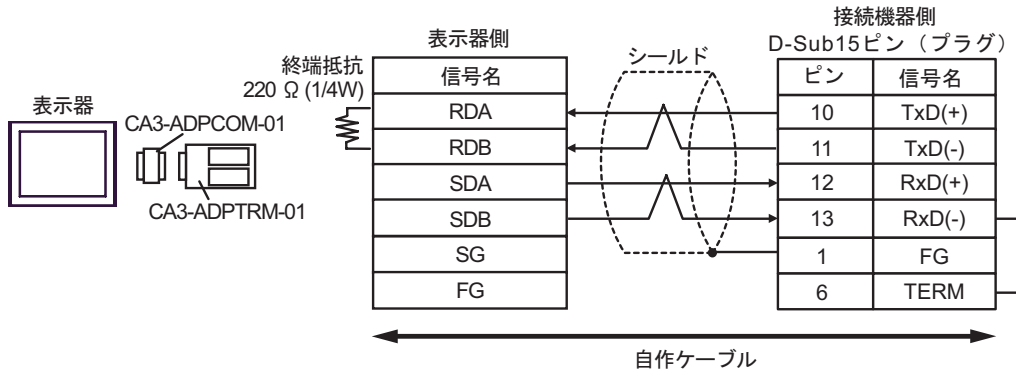 接続機器側
D-Sub15ピン（プラグ）
表示器側
シールド
終端抵抗
220 Ω (1/4W)
表示器
CA3-ADPCOM-01
CA3-ADPTRM-01
信号名
RDA
RDB
SDA
SDB
SG
FG
ピン 信号名
10 TxD(+)
11 TxD(-)
12 RxD(+)
13 RxD(-)
1 FG
6 TERM
自作ケーブル